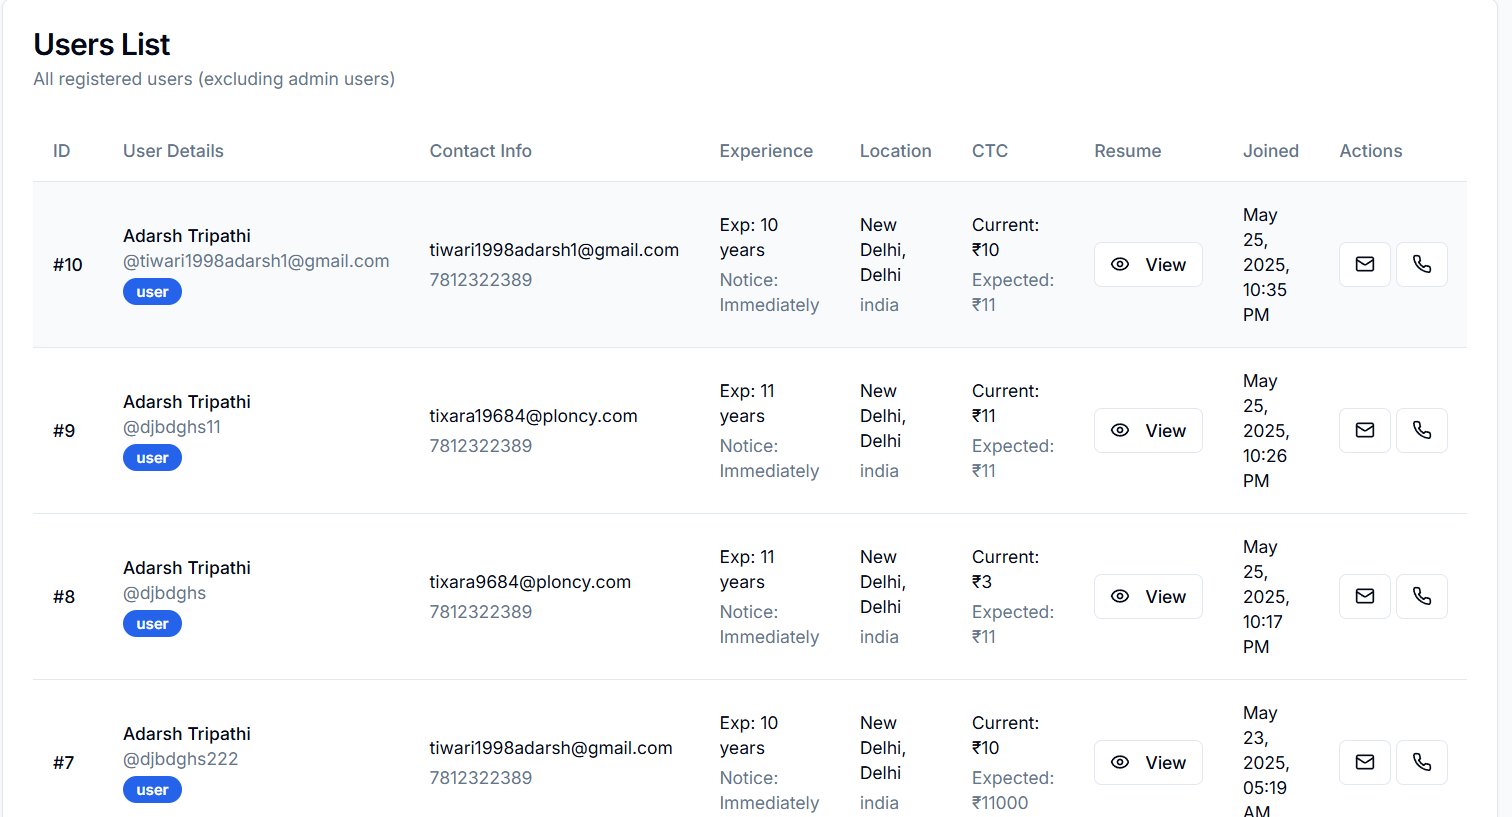 Users List
All registered users (excluding admin users)
ID User Details Contact Info Experience Location CTC Resume Joined Actions
#10
Adarsh Tripathi
@tiwari1998adarsh1@gmail.com
user
tiwari1998adarsh1@gmail.com
7812322389
Exp: 10
years
Notice:
Immediately
New
Delhi,
Delhi
india
Current:
₹10
Expected:
₹11
View
May
25,
2025,
10:35
PM
#9
Adarsh Tripathi
@djbdghs11
user
tixara19684@ploncy.com
7812322389
Exp: 11
years
Notice:
Immediately
New
Delhi,
Delhi
india
Current:
₹11
Expected:
₹11
View
May
25,
2025,
10:26
PM
#8
Adarsh Tripathi
@djbdghs
user
tixara9684@ploncy.com
7812322389
Exp: 11
years
Notice:
Immediately
New
Delhi,
Delhi
india
Current:
₹3
Expected:
₹11
View
May
25,
2025,
10:17
PM
#7
Adarsh Tripathi
@djbdghs222
user
tiwari1998adarsh@gmail.com
7812322389
Exp: 10
years
Notice:
Immediately
New
Delhi,
Delhi
india
Current:
₹10
Expected:
₹11000
View
May
23,
2025,
05:19
AM